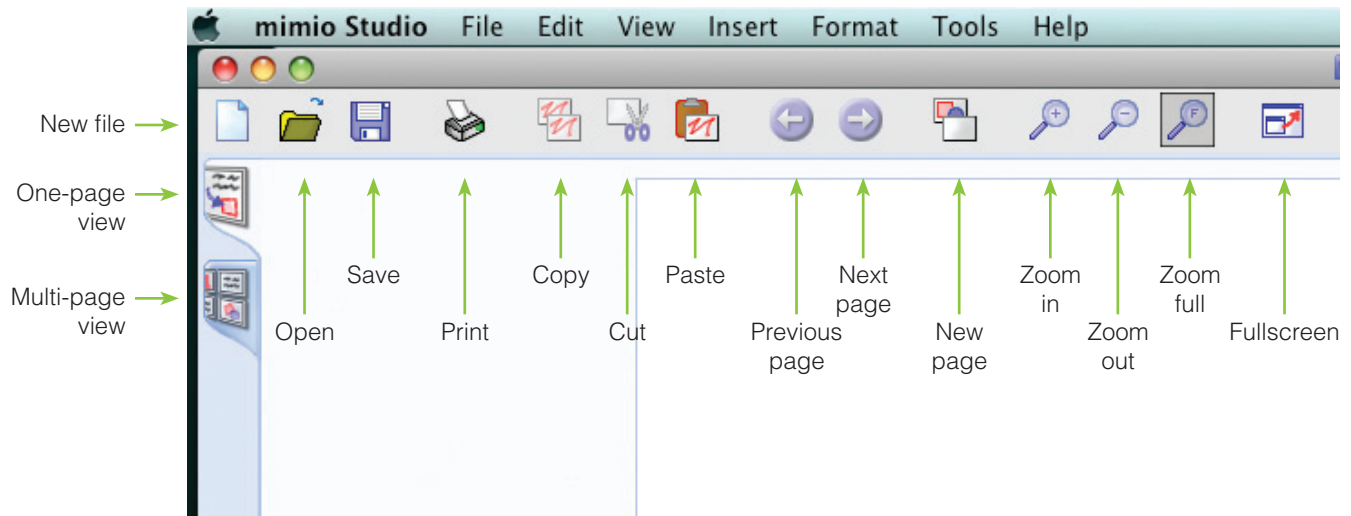 mimio Studio File Edit View Insert Format Tools Help
New file
One-page
view
Multi-page
view
Open
Save
Print
Copy
Cut
Paste
Previous
page
Next
page
New
page
Zoom
in
Zoom
out
Zoom
full
Fullscreen
F